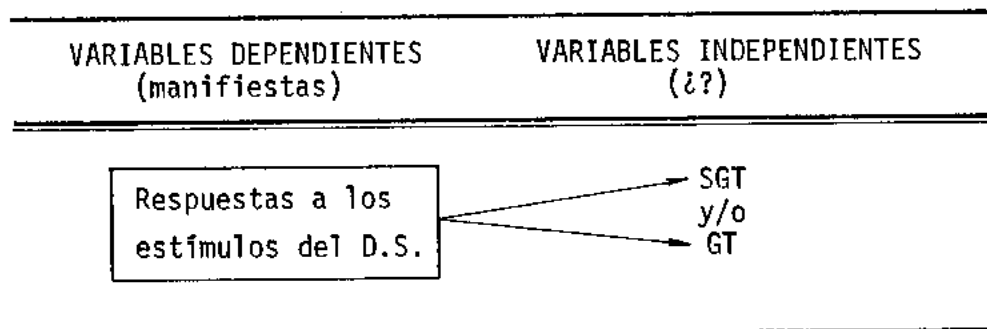 VARIABLES DEPENDIENTES
(manifiestas)
VARIABLES INDEPENDIENTES
(¿?)
Respuestas a los
estímulos del D.S.
SGT
y/o
GT